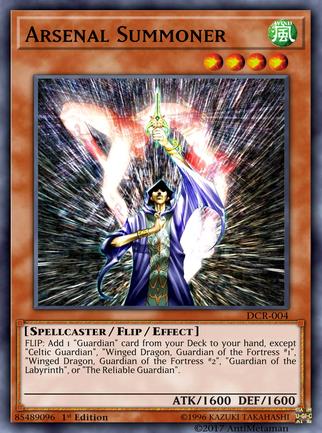 ARSENAL SUMMONER
WIND
風
DCR-004
[SPELLCASTER / FLIP / EFFECT]
FLIP: Add 1 "Guardian" card from your Deck to your hand, except
"Celtic Guardian", "Winged Dragon, Guardian of the Fortress #1",
"Winged Dragon, Guardian of the Fortress #2", "Guardian of the
Labyrinth", or "The Reliable Guardian".
ATK/1600 DEF/1600
85489096 1st Edition ©1996 KAZUKI TAKAHASHI
©2017 AntiMetaman